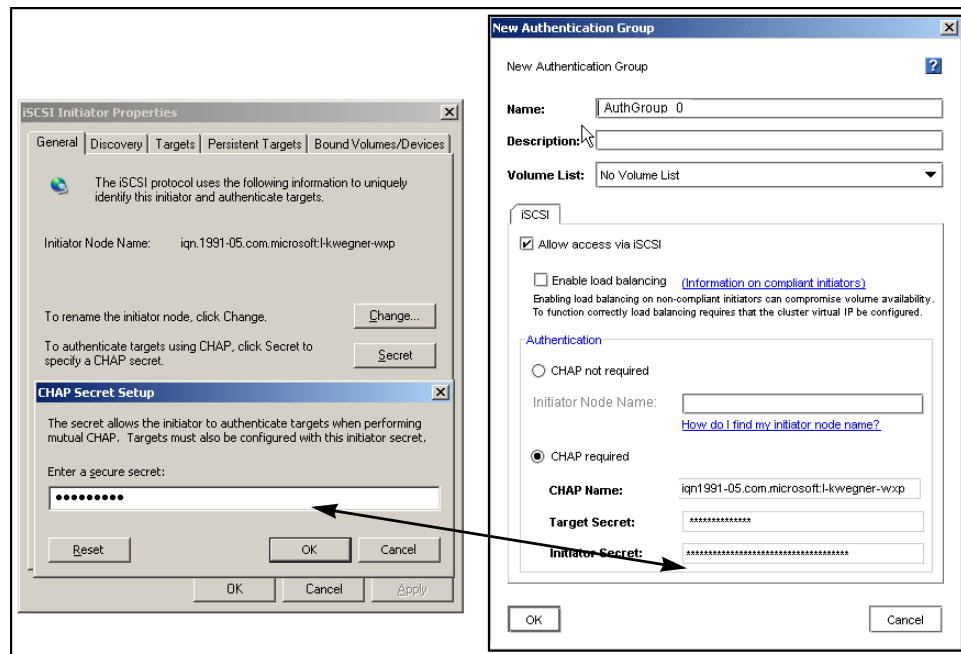 iSCSI Initiator Properties
General
Discovery
Targets
Persistent Targets
Bound Volumes/Devices
The iSCSI protocol uses the following information to uniquely
identify this initiator and authenticate targets.
Initiator Node Name: iqn.1991-05.com.microsoft:l-kwegner-wxp
To rename the initiator node, click Change.
Change...
To authenticate targets using CHAP, click Secret to
specify a CHAP secret.
Secret
CHAP Secret Setup
The secret allows the initiator to authenticate targets when performing
mutual CHAP. Targets must also be configured with this initiator secret.
Enter a secure secret:
•••••••••
Reset
OK
Cancel
OK
Cancel
Apply
New Authentication Group
New Authentication Group
?
Name: AuthGroup 0
Description:
Volume List: No Volume List
iSCSI
Allow access via iSCSI
Enable load balancing (Information on compliant initiators)
Enabling load balancing on non-compliant initiators can compromise volume availability.
To function correctly load balancing requires that the cluster virtual IP be configured.
Authentication
CHAP not required
Initiator Node Name:
How do I find my initiator node name?
CHAP required
CHAP Name: iqn1991-05.com.microsoft:l-kwegner-wxp
Target Secret: **************
Initiator Secret: *************************************
OK
Cancel